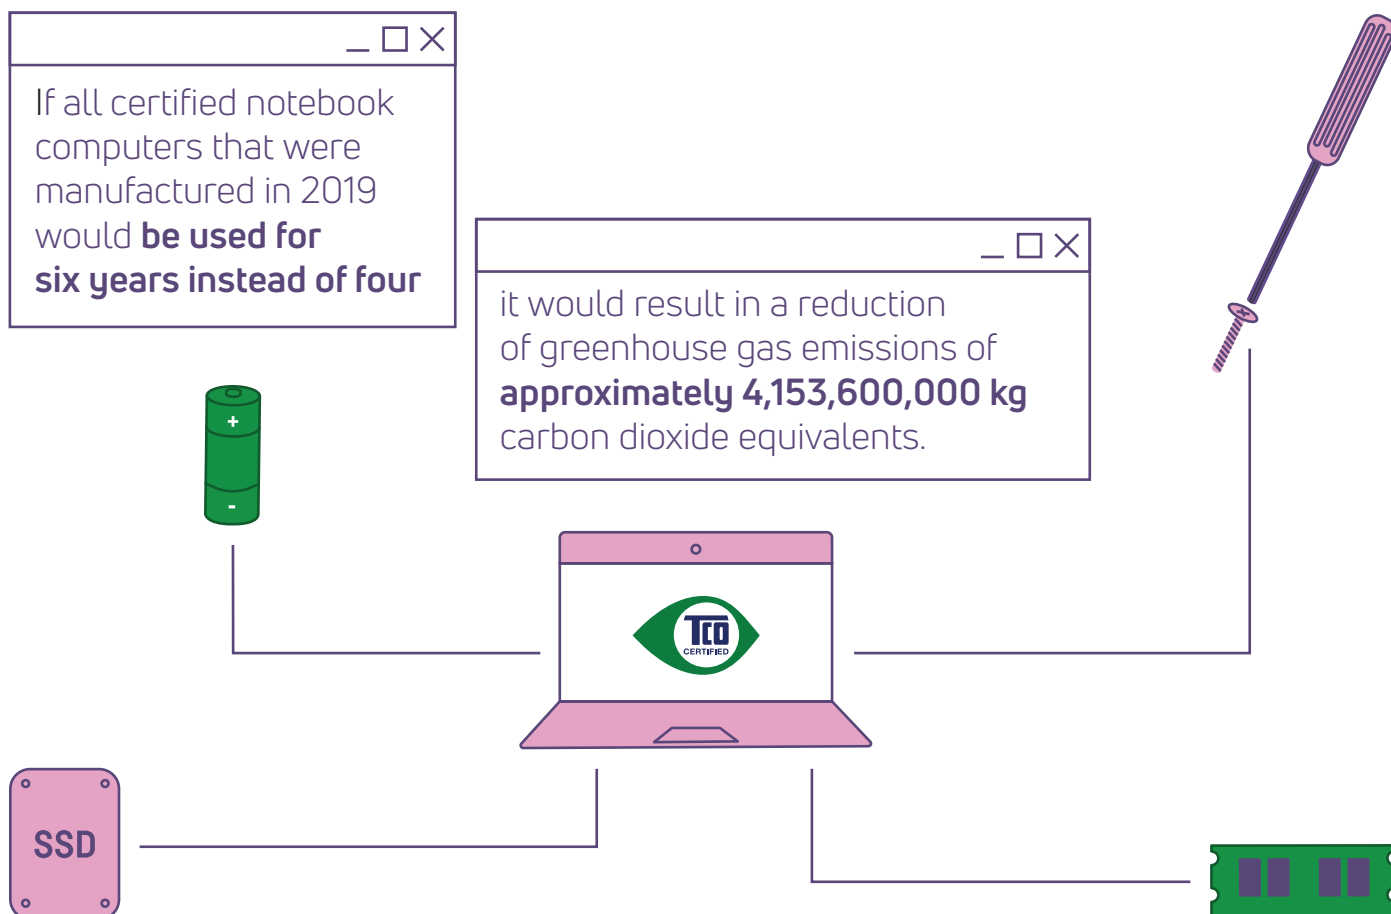 If all certified notebook
computers that were
manufactured in 2019
would be used for
six years instead of four
it would result in a reduction
of greenhouse gas emissions of
approximately 4,153,600,000 kg
carbon dioxide equivalents.
+
-
TCO
CERTIFIED
SSD